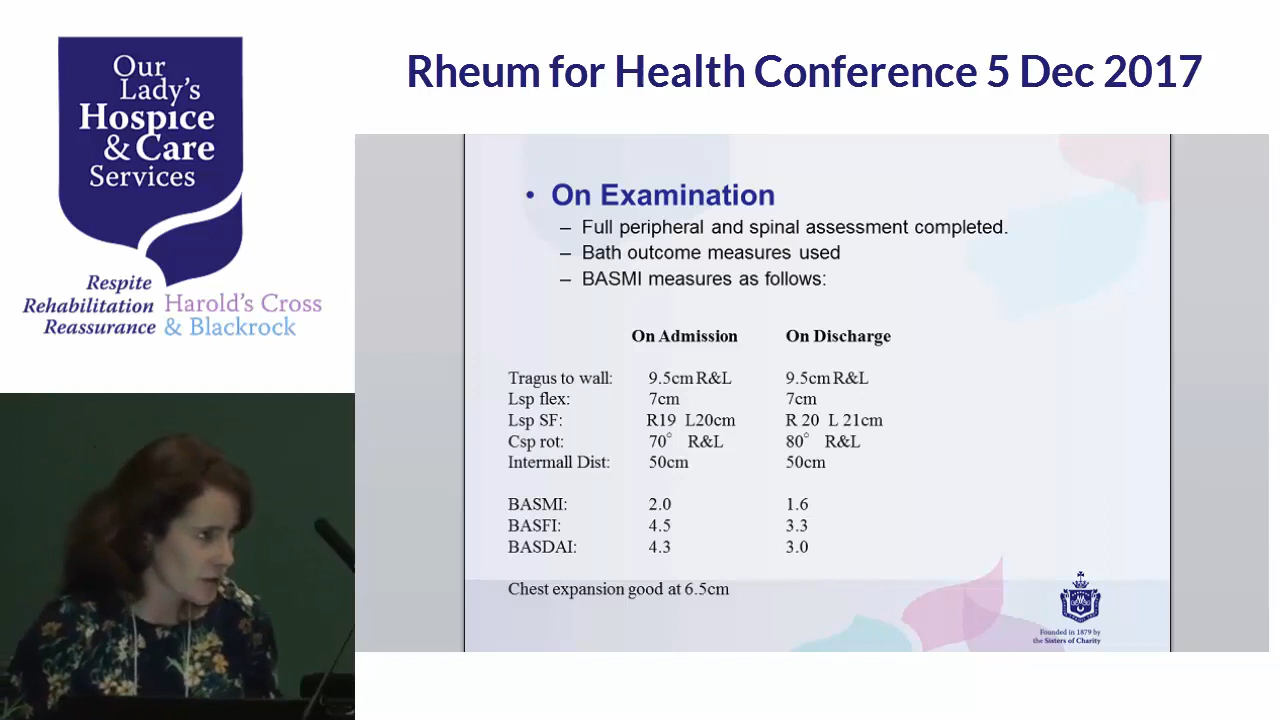 Our
Lady's
Hospice
& Care
Services
Respite
Rehabilitation
Reassurance
Harold's Cross
& Blackrock
Rheum for Health Conference 5 Dec 2017
• On Examination
– Full peripheral and spinal assessment completed.
– Bath outcome measures used
– BASMI measures as follows:
On Admission On Discharge
Tragus to wall: 9.5cm R&L 9.5cm R&L
Lsp flex: 7cm 7cm
Lsp SF: R19 L20cm R 20 L 21cm
Csp rot: 70° R&L 80° R&L
Intermall Dist: 50cm 50cm
BASMI: 2.0 1.6
BASFI: 4.5 3.3
BASDAI: 4.3 3.0
Chest expansion good at 6.5cm
Founded in 1879 by
the Sisters of Charity